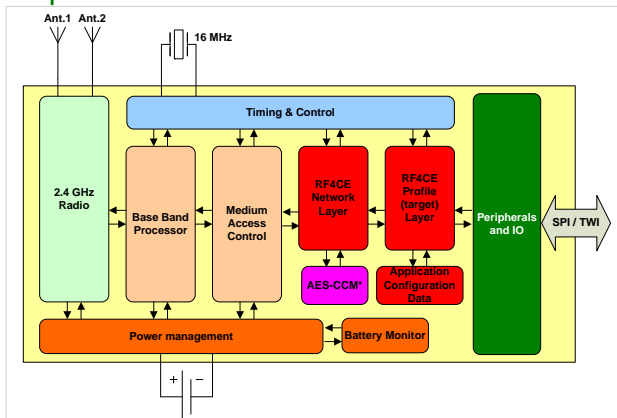 Ant.1
Ant.2
16 MHz
Timing & Control
2.4 GHz
Radio
Base Band
Processor
Medium
Access
Control
RF4CE
Network
Layer
RF4CE
Profile
(target)
Layer
Peripherals
and IO
SPI / TWI
AES-CCM*
Application
Configuration
Data
Power management
Battery Monitor
+
−